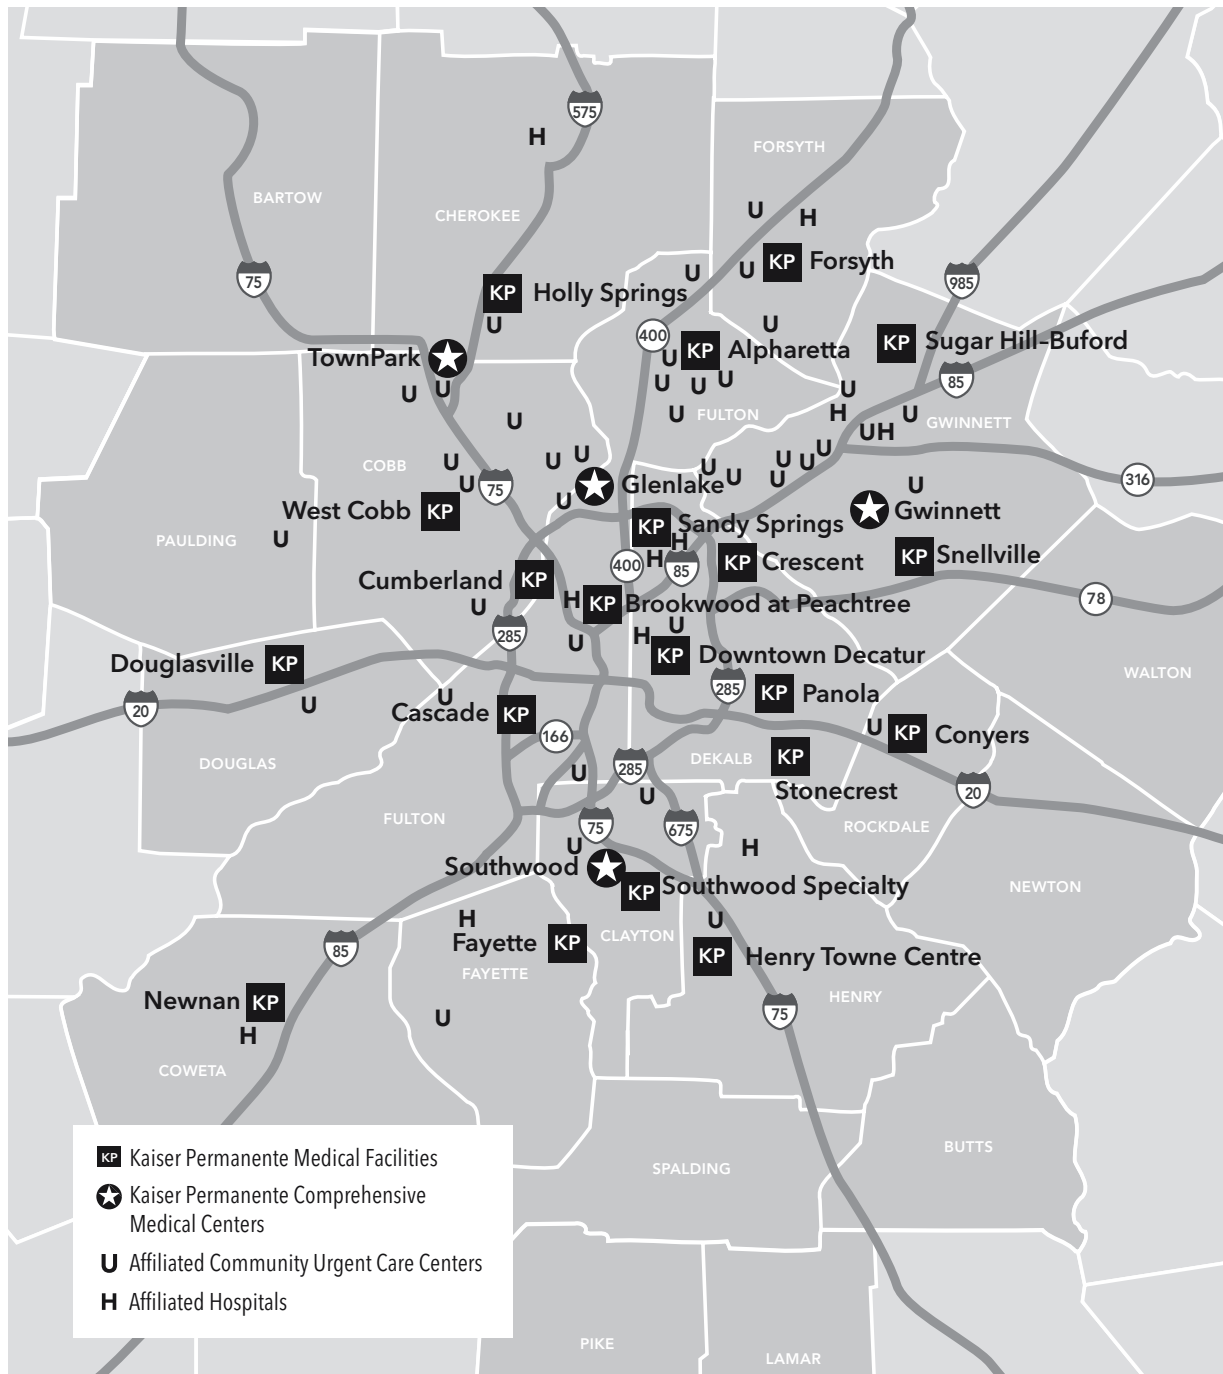 575
H
FORSYTH
BARTOW
CHEROKEE
U
H
KP Forsyth
U
U
75
985
KP Holly Springs
U
U
400
KP Alpharetta
KP Sugar Hill–Buford
TownPark
U
U
U
85
U
U
U
U
U
H
U
FULTON
U
UH
GWINNETT
U
COBB
U
U
U
U
U
U
U
U
U
U
U
75
Glenlake
316
U
U
West Cobb KP
Gwinnett
PAULDING
U
KP Sandy Springs
H
H
KP Crescent
KP Snellville
400
85
Cumberland KP
78
U
H
KP Brookwood at Peachtree
285
U
H
U
Douglasville KP
KP Downtown Decatur
WALTON
285
KP Panola
20
U
U
Cascade KP
166
U
KP Conyers
DOUGLAS
285
DEKALB
KP
Stonecrest
U
U
20
FULTON
75
675
ROCKDALE
U
H
Southwood
KP Southwood Specialty
NEWTON
H
U
85
Fayette KP
CLAYTON
KP Henry Towne Centre
FAYETTE
HENRY
Newnan KP
75
U
H
COWETA
BUTTS
SPALDING
KP Kaiser Permanente Medical Facilities
Kaiser Permanente Comprehensive
Medical Centers
U Affiliated Community Urgent Care Centers
H Affiliated Hospitals
PIKE
LAMAR